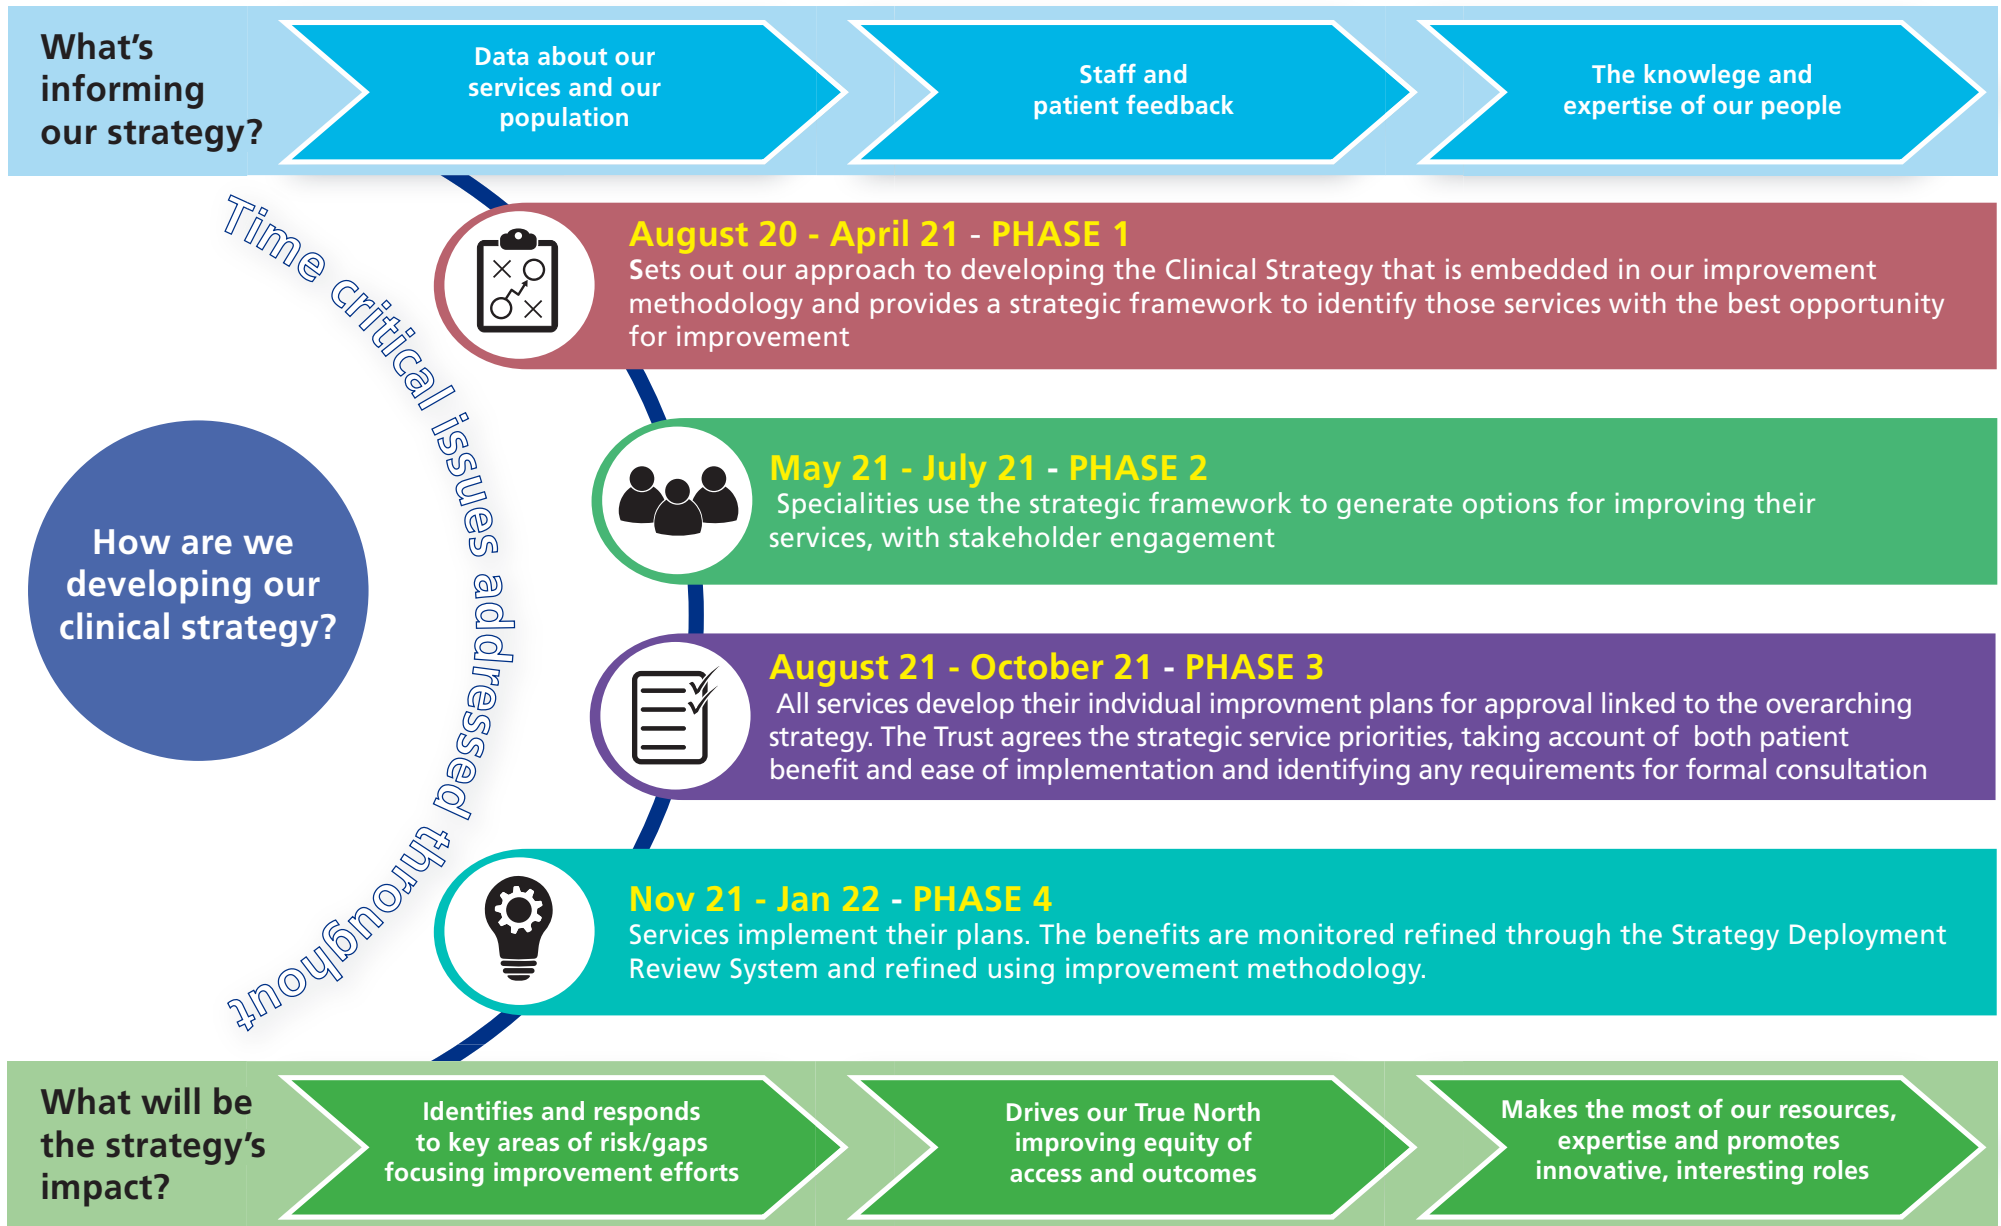 What's
informing
our strategy?
Data about our
services and our
population
Staff and
patient feedback
The knowlege and
expertise of our people
Time critical issues addressed throughout
How are we
developing our
clinical strategy?
August 20 - April 21 - PHASE 1
Sets out our approach to developing the Clinical Strategy that is embedded in our improvement
methodology and provides a strategic framework to identify those services with the best opportunity
for improvement
May 21 - July 21 - PHASE 2
Specialities use the strategic framework to generate options for improving their
services, with stakeholder engagement
August 21 - October 21 - PHASE 3
All services develop their indvidual improvment plans for approval linked to the overarching
strategy. The Trust agrees the strategic service priorities, taking account of both patient
benefit and ease of implementation and identifying any requirements for formal consultation
Nov 21 - Jan 22 - PHASE 4
Services implement their plans. The benefits are monitored refined through the Strategy Deployment
Review System and refined using improvement methodology.
What will be
the strategy's
impact?
Identifies and responds
to key areas of risk/gaps
focusing improvement efforts
Drives our True North
improving equity of
access and outcomes
Makes the most of our resources,
expertise and promotes
innovative, interesting roles